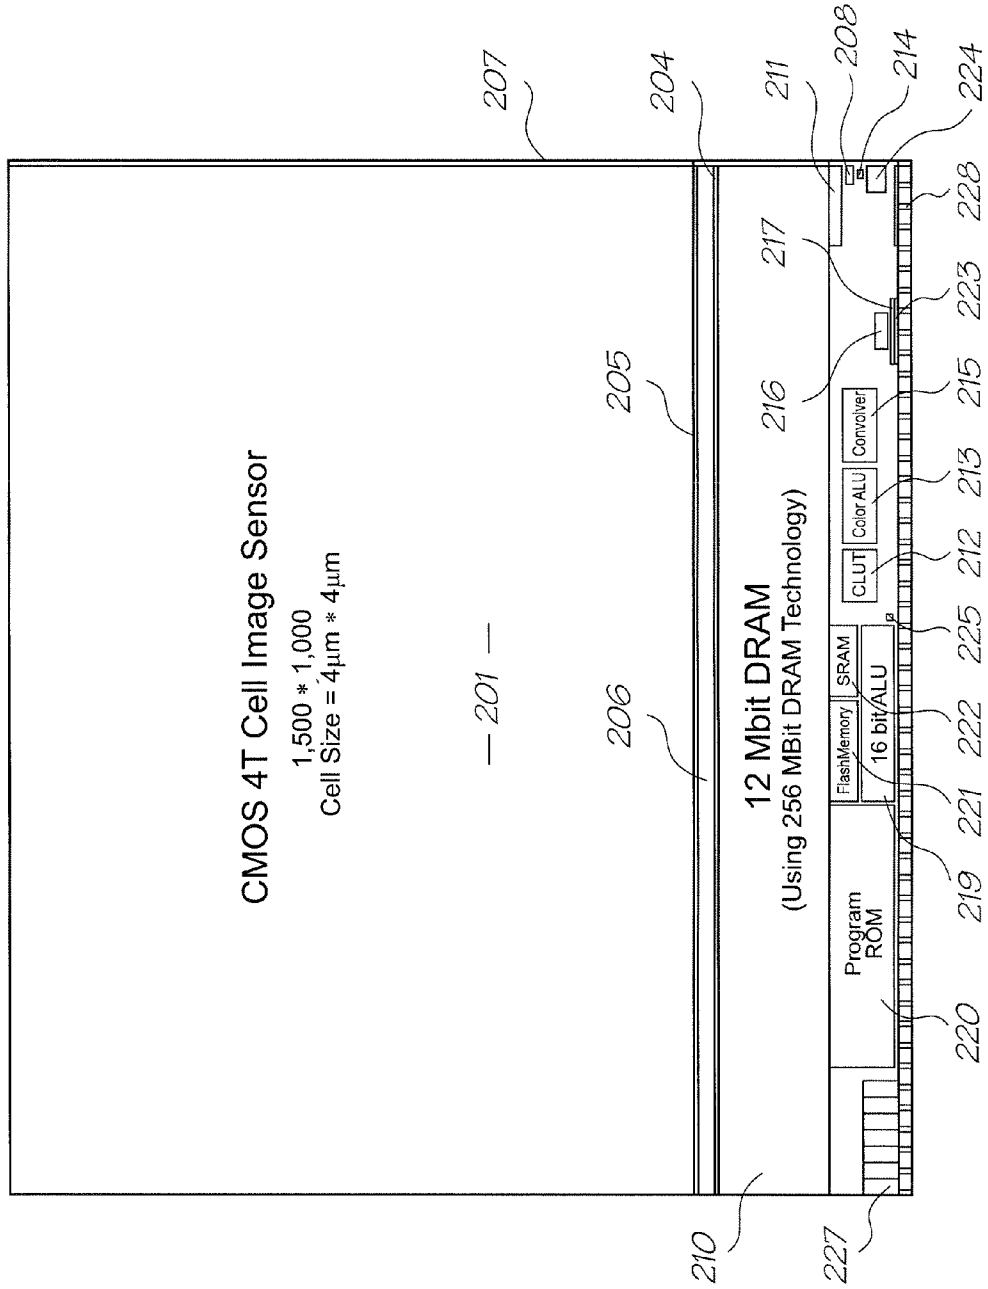 CMOS 4T Cell Image Sensor
1,500 * 1,000
Cell Size = 4μm * 4μm
— 201 —
207
204
205
206
211
208
214
224
228
217
223
216
215
213
212
225
222
221
219
220
210
227
12 Mbit DRAM
(Using 256 MBit DRAM Technology)
Program
ROM
FlashMemory
SRAM
16 bit ALU
CLUT
Color ALU
Convolver